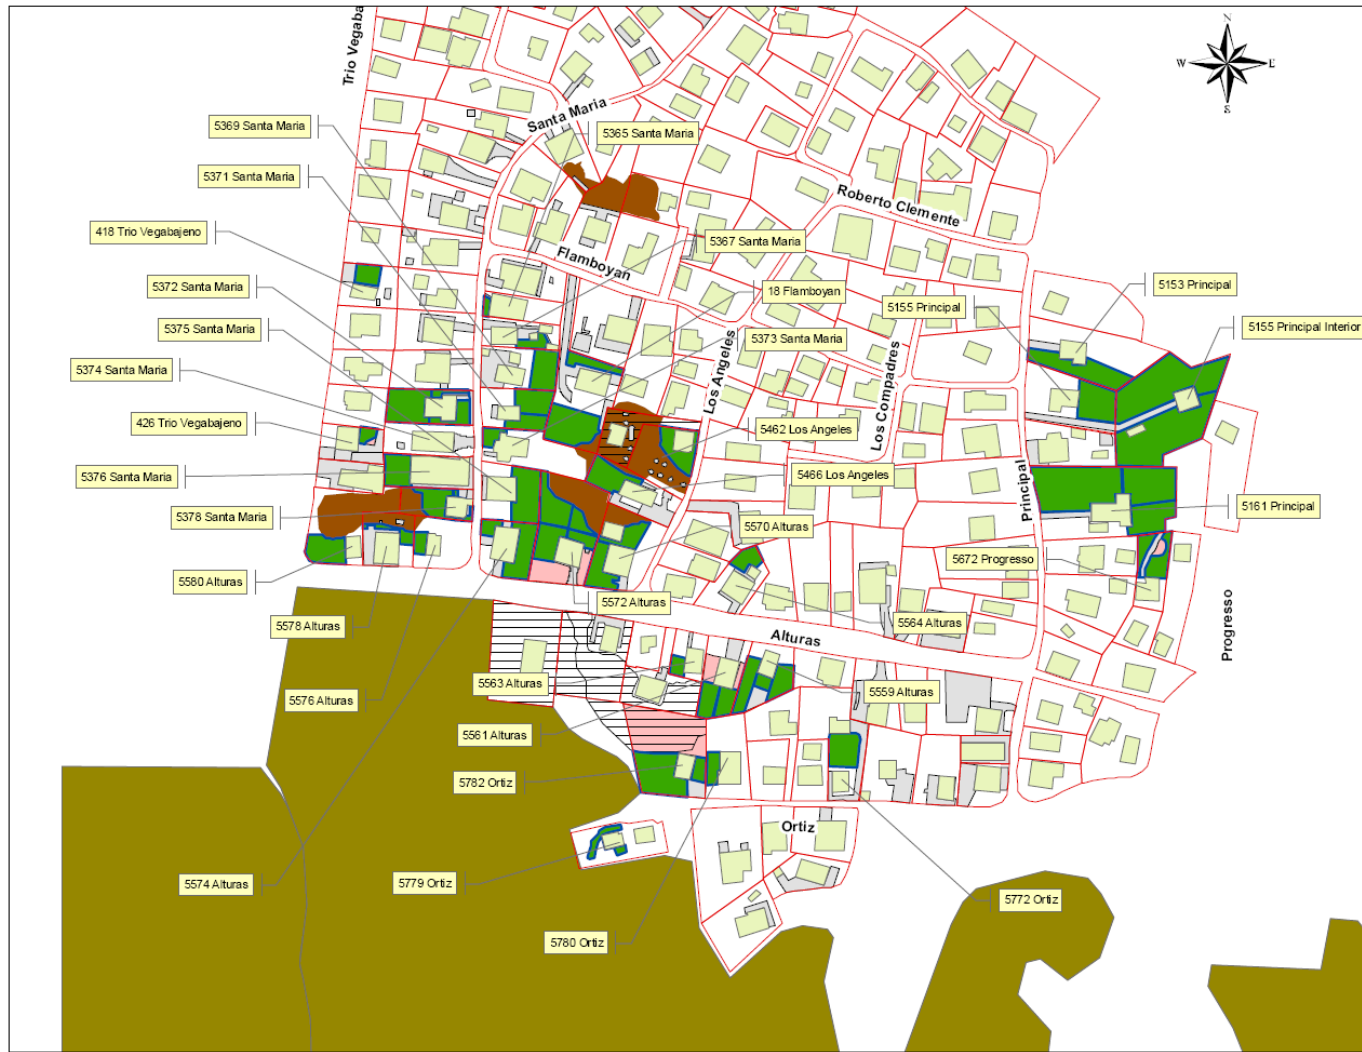 Trio Vegaba
N
W E
S
Santa Maria
5369 Santa Maria
5365 Santa Maria
5371 Santa Maria
Roberto Clemente
418 Trio Vegabajeno
5367 Santa Maria
Flamboyan
5372 Santa Maria
18 Flamboyan
5155 Principal
5153 Principal
5375 Santa Maria
5373 Santa Maria
5155 Principal Interior
5374 Santa Maria
Los Angeles
Los Compadres
426 Trio Vegabajeno
5462 Los Angeles
5376 Santa Maria
5466 Los Angeles
Principal
5378 Santa Maria
5570 Alturas
5161 Principal
5672 Progresso
5580 Alturas
5572 Alturas
5578 Alturas
5564 Alturas
Alturas
Progresso
5563 Alturas
5576 Alturas
5559 Alturas
5561 Alturas
5782 Ortiz
Ortiz
5574 Alturas
5779 Ortiz
5772 Ortiz
5780 Ortiz